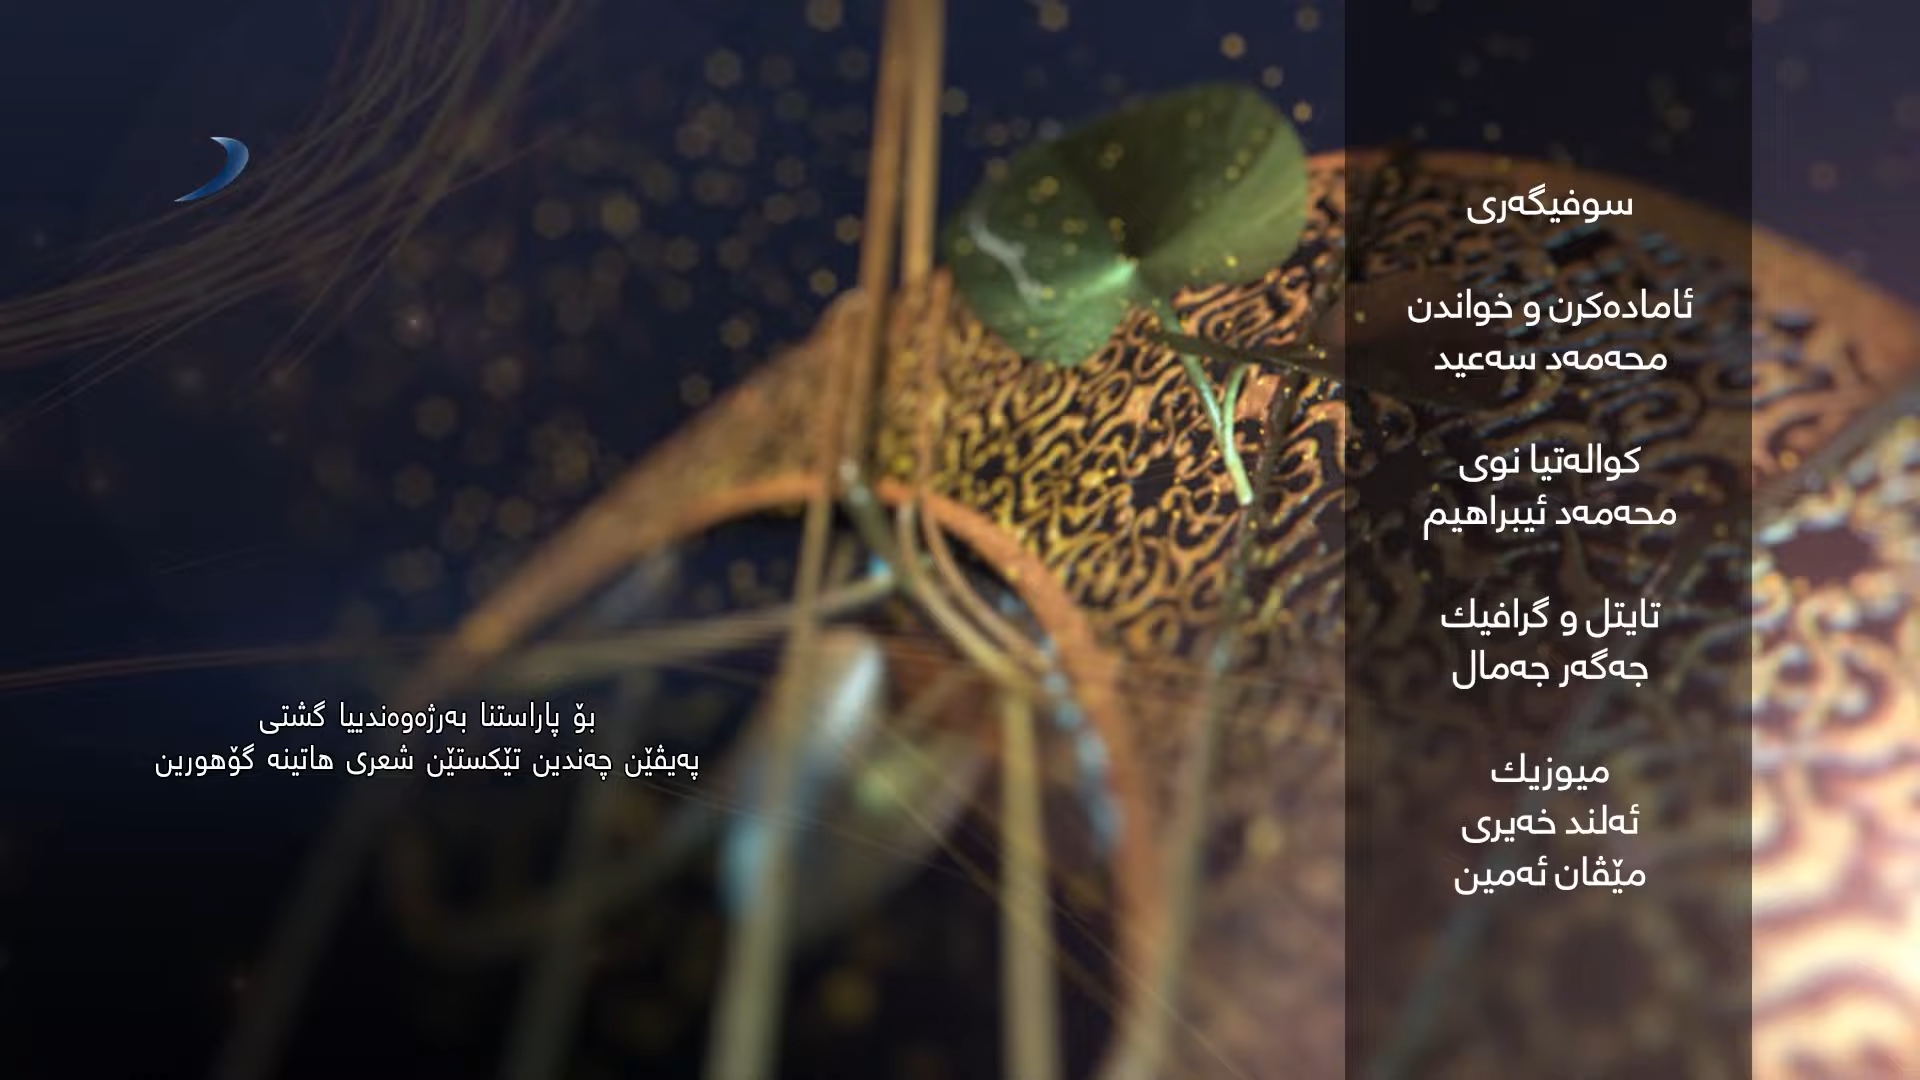 سوفیگەری
ئامادەکرن و خواندن
محەمەد سەعید
کوالەتیا نوی
محەمەد ئیبراهیم
تایتل و گرافیك
جەگەر جەمال
میوزیك
ئەلند خەیری
مێڤان ئەمین
بۆ پاراستنا بەرژەوەندییا گشتی
پەیڤێن چەندین تێکستێن شعری هاتینە گۆهورین